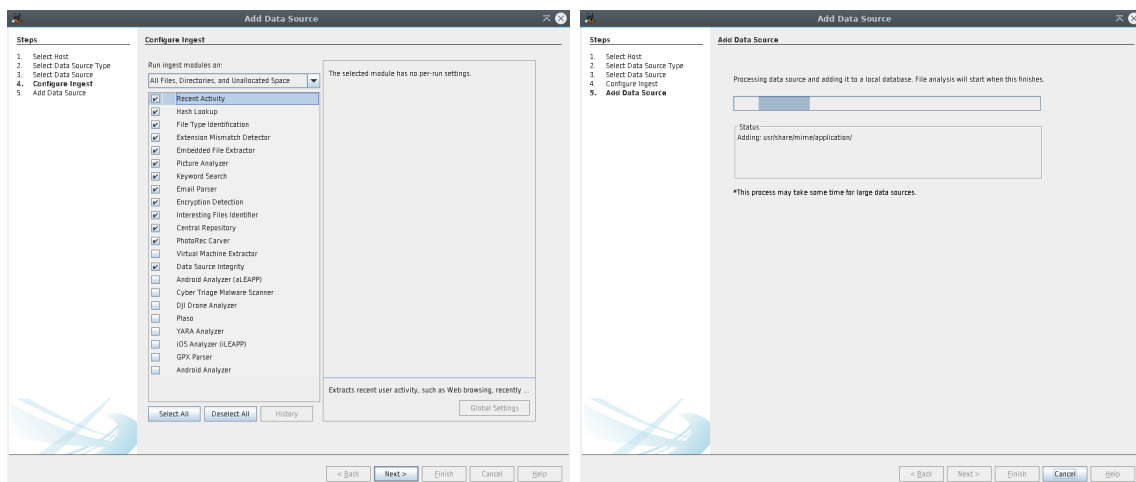 Add Data Source
Steps
1. Select Host
2. Select Data Source Type
3. Select Data Source
4. Configure Ingest
5. Add Data Source
Configure Ingest
Run ingest modules on:
All Files, Directories, and Unallocated Space
Recent Activity
Hash Lookup
File Type Identification
Extension Mismatch Detector
Embedded File Extractor
Picture Analyzer
Keyword Search
Email Parser
Encryption Detection
Interesting Files Identifier
Central Repository
PhotoRec Carver
Virtual Machine Extractor
Data Source Integrity
Android Analyzer (aLEAPP)
Cyber Triage Malware Scanner
DJI Drone Analyzer
Plaso
YARA Analyzer
iOS Analyzer (iLEAPP)
GPX Parser
Android Analyzer
Select All Deselect All History
The selected module has no per-run settings.
Extracts recent user activity, such as Web browsing, recently ...
Global Settings
< Back Next > Finish Cancel Help
Add Data Source
Steps
1. Select Host
2. Select Data Source Type
3. Select Data Source
4. Configure Ingest
5. Add Data Source
Add Data Source
Processing data source and adding it to a local database. File analysis will start when this finishes.
Status
Adding: usr/share/mime/application/
*This process may take some time for large data sources.
< Back Next > Finish Cancel Help